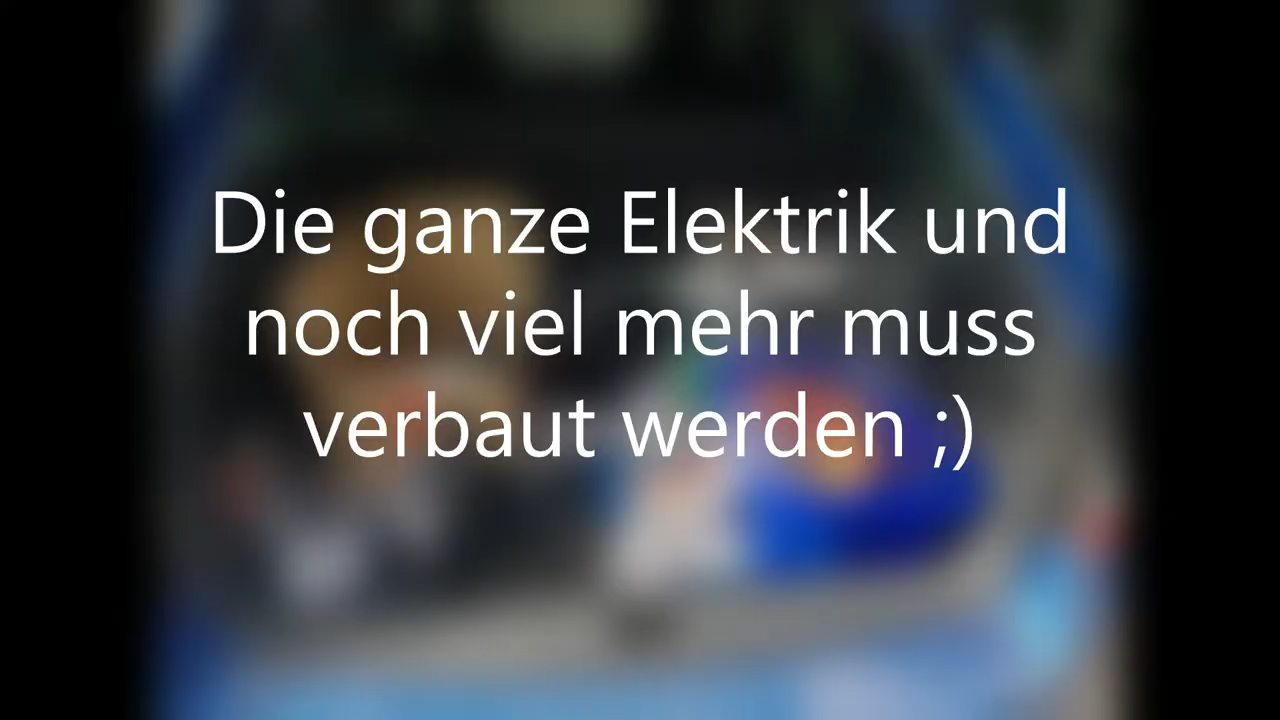 Die ganze Elektrik und
noch viel mehr muss
verbaut werden ;)